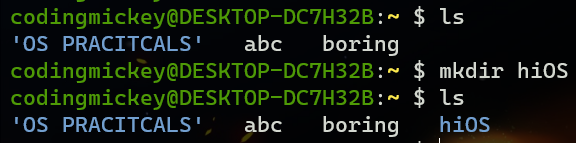 codingmickey@DESKTOP-DC7H32B:~ $ ls
'OS PRACITCALS' abc boring
codingmickey@DESKTOP-DC7H32B:~ $ mkdir hiOS
codingmickey@DESKTOP-DC7H32B:~ $ ls
'OS PRACITCALS' abc boring hiOS